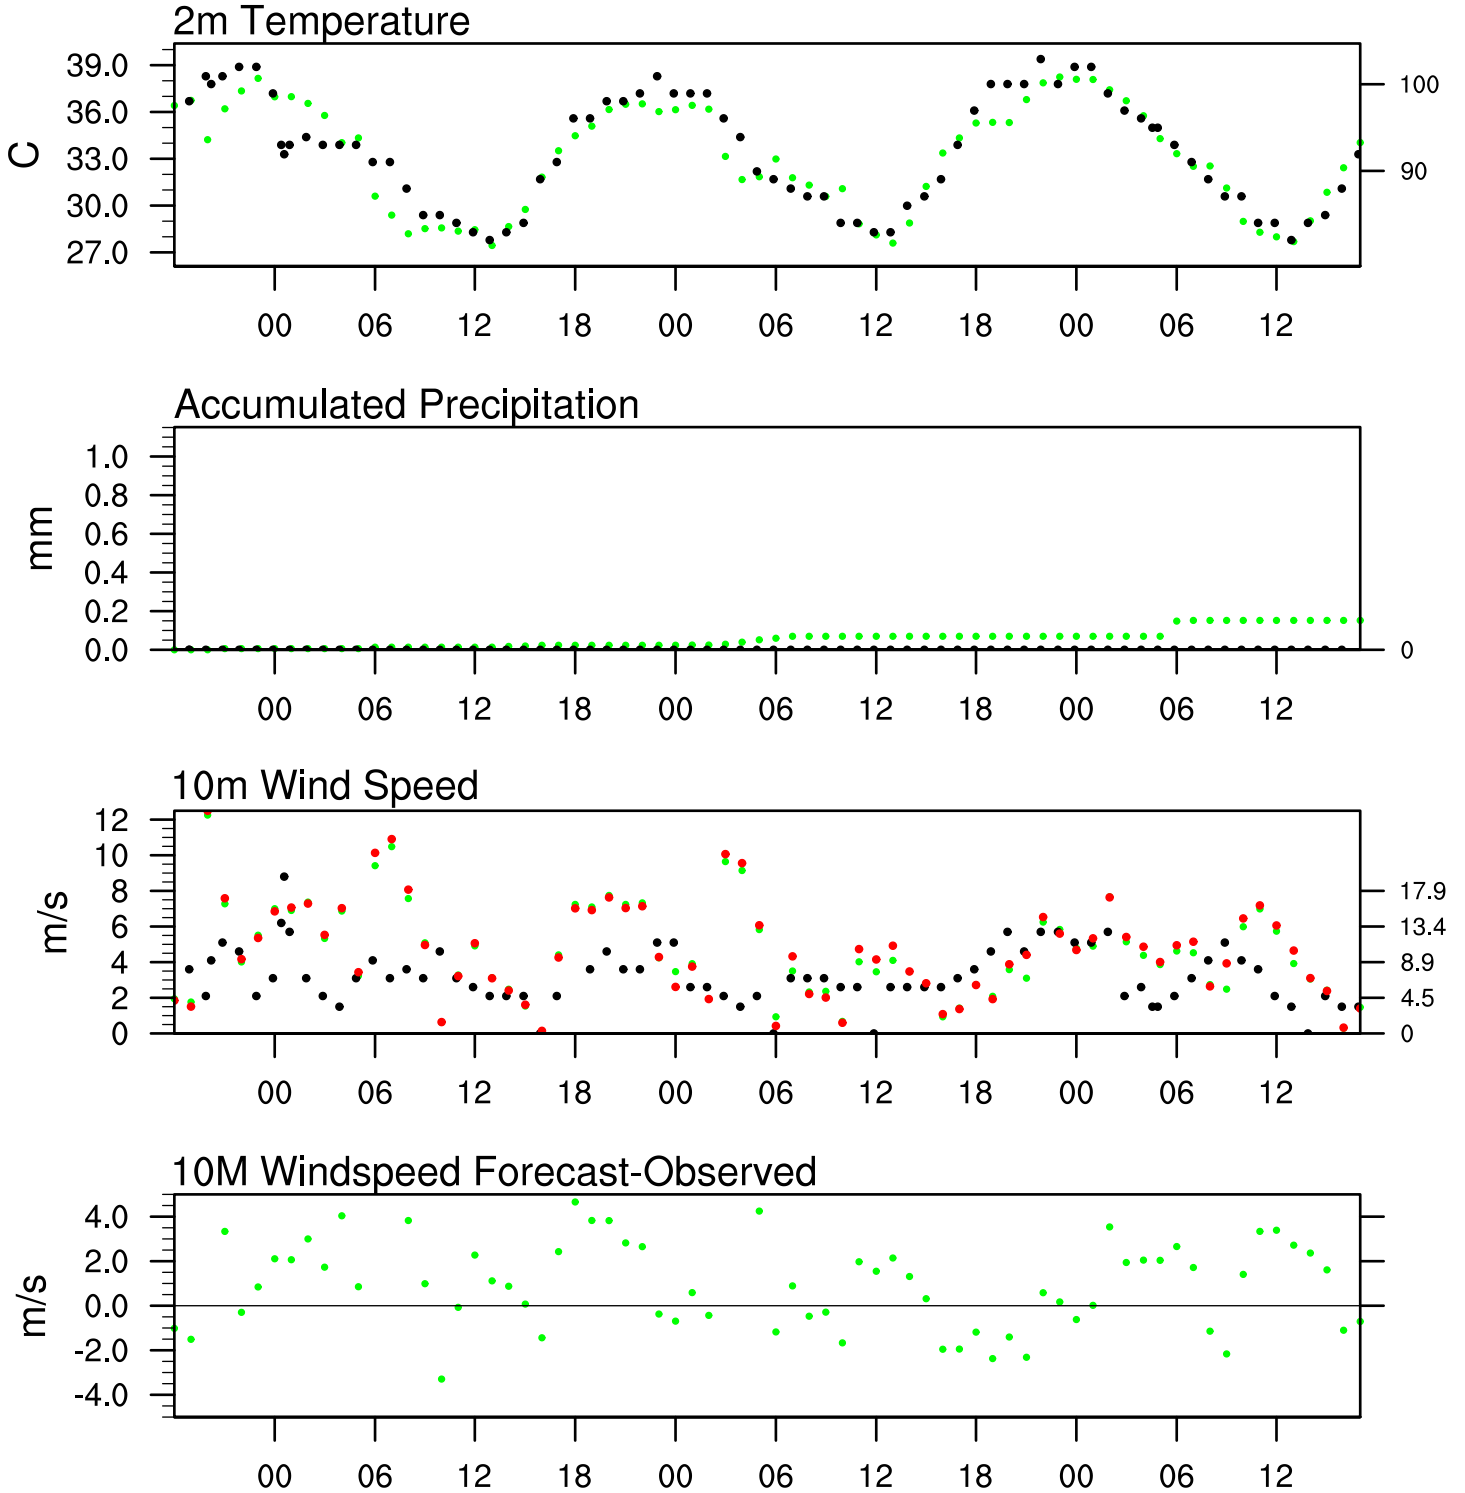 2m Temperature
39.0
36.0
33.0
30.0
27.0
C
100
90
00 06 12 18 00 06 12 18 00 06 12
Accumulated Precipitation
1.0
0.8
0.6
0.4
0.2
0.0
mm
0
00 06 12 18 00 06 12 18 00 06 12
10m Wind Speed
12
10
8
6
4
2
0
m/s
17.9
13.4
8.9
4.5
0
00 06 12 18 00 06 12 18 00 06 12
10M Windspeed Forecast-Observed
4.0
2.0
0.0
-2.0
-4.0
m/s
00 06 12 18 00 06 12 18 00 06 12